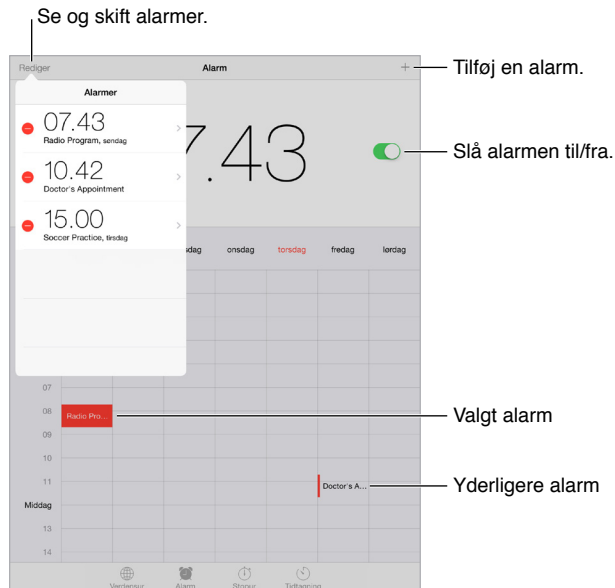 Se og skift alarmer.
Rediger
Alarm
Tilføj en alarm.
Alarmer
07.43
Radio Program, søndag
10.42
Doctor's Appointment
15.00
Soccer Practice, tirsdag
7.43
Slå alarmen til/fra.
sdag onsdag torsdag fredag lørdag
07
08 Radio Pro...
Valgt alarm
09
10
11 Doctor's A...
Yderligere alarm
Middag
13
14
Verdensur Alarm Stopur Tidtagning